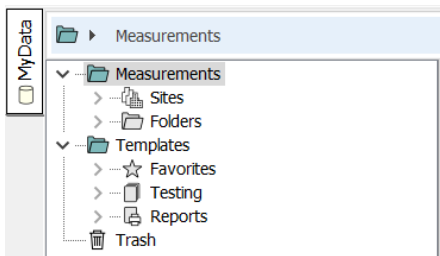 MyData
Measurements
Measurements
Sites
Folders
Templates
Favorites
Testing
Reports
Trash